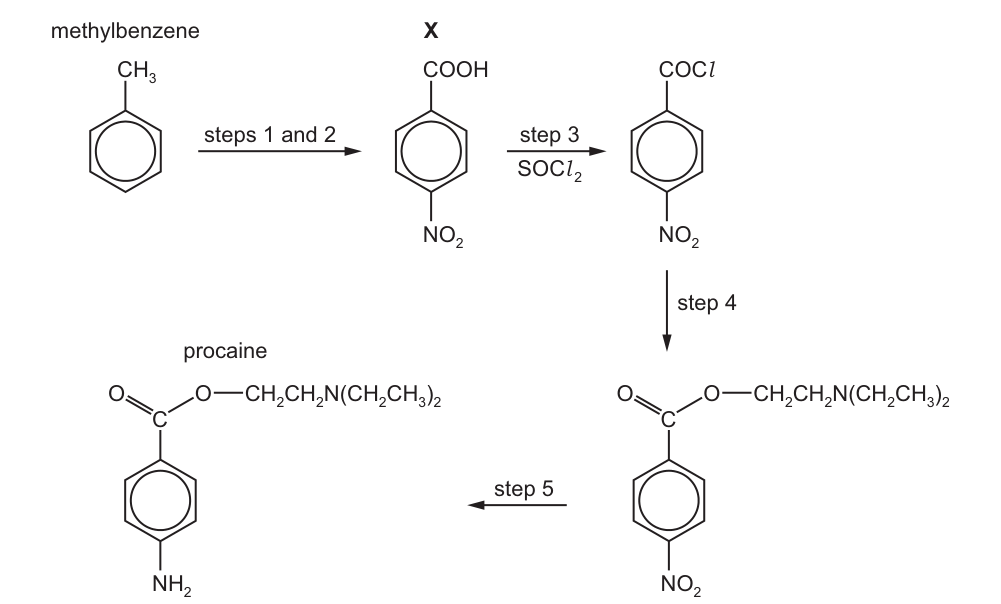 methylbenzene
X
CH₃
COOH
COCl
steps 1 and 2
step 3
SOCl₂
NO₂
NO₂
step 4
procaine
O
O—CH₂CH₂N(CH₂CH₃)₂
C
O
O—CH₂CH₂N(CH₂CH₃)₂
C
step 5
NH₂
NO₂